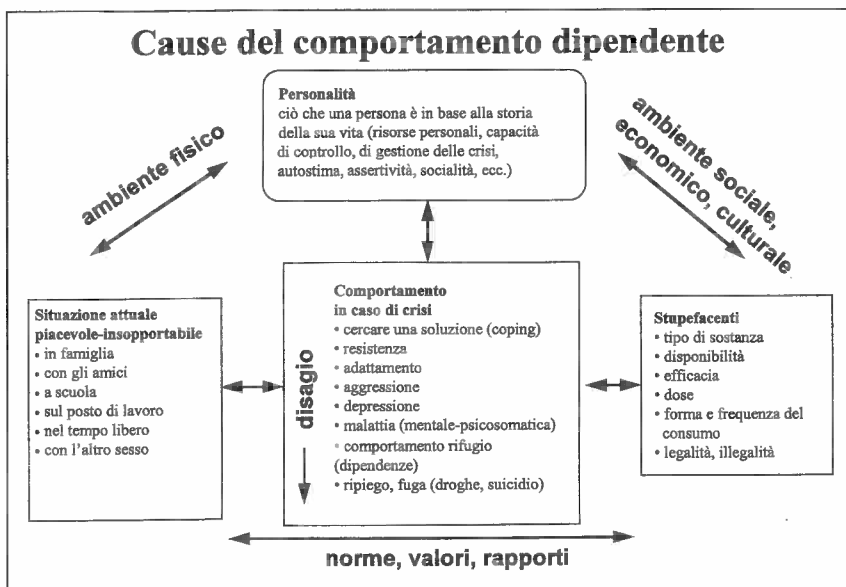 Cause del comportamento dipendente
Personalità
ciò che una persona è in base alla storia
della sua vita (risorse personali, capacità
di controllo, di gestione delle crisi,
autostima, assertività, socialità, ecc.)
ambiente fisico
ambiente sociale,
economico, culturale
Situazione attuale
piacevole-insopportabile
• in famiglia
• con gli amici
• a scuola
• sul posto di lavoro
• nel tempo libero
• con l'altro sesso
disagio
Comportamento
in caso di crisi
• cercare una soluzione (coping)
• resistenza
• adattamento
• aggressione
• depressione
• malattia (mentale-psicosomatica)
• comportamento rifugio
(dipendenze)
• ripiego, fuga (droghe, suicidio)
Stupefacenti
• tipo di sostanza
• disponibilità
• efficacia
• dose
• forma e frequenza del
consumo
• legalità, illegalità
norme, valori, rapporti